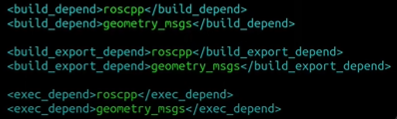 <build_depend>roscpp</build_depend>
<build_depend>geometry_msgs</build_depend>
<build_export_depend>roscpp</build_export_depend>
<build_export_depend>geometry_msgs</build_export_depend>
<exec_depend>roscpp</exec_depend>
<exec_depend>geometry_msgs</exec_depend>